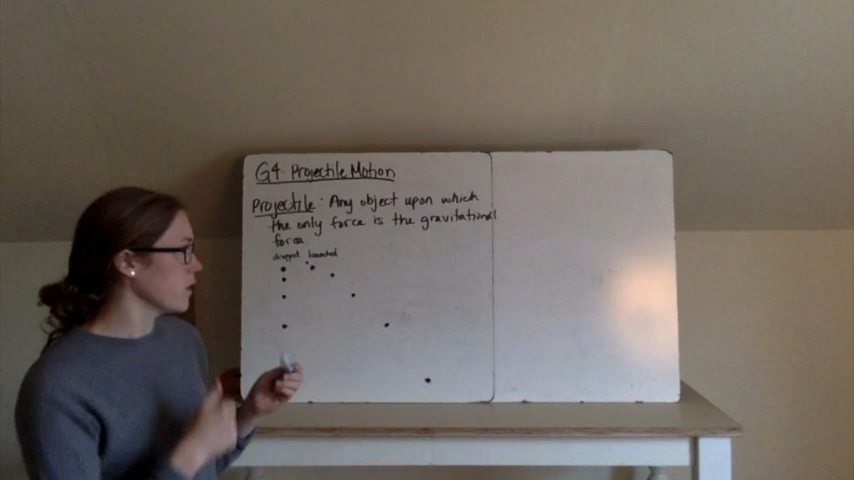 G4: Projectile Motion
Projectile: Any object upon which
the only force is the gravitational
force
dropped launched